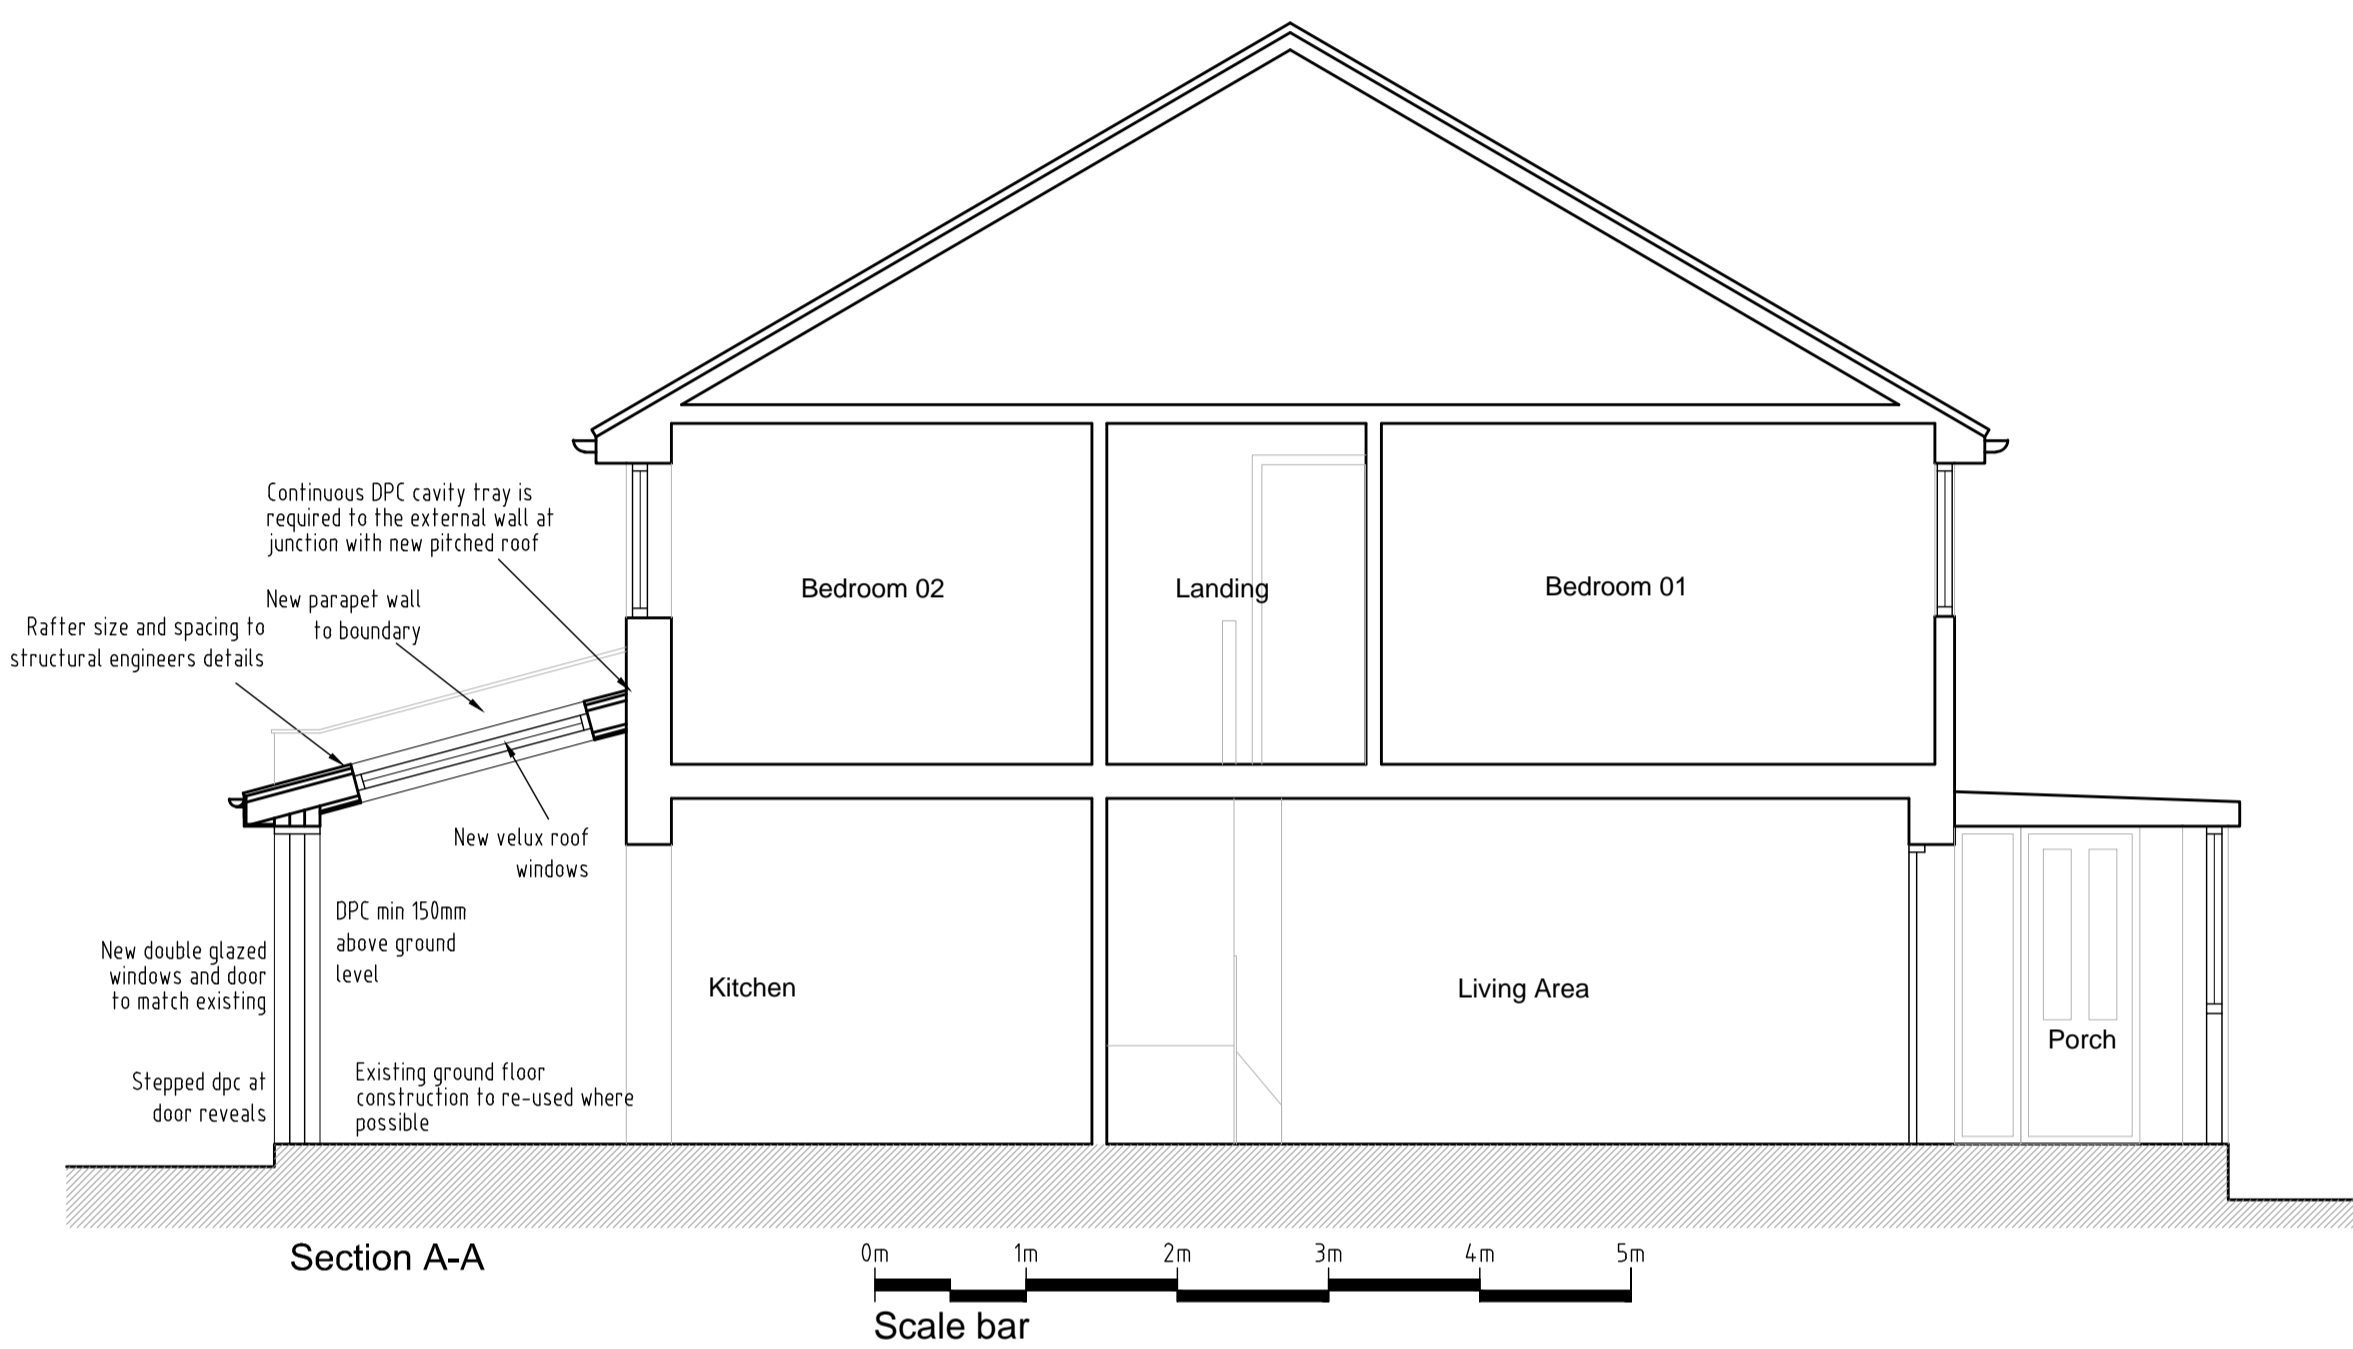 Continuous DPC cavity tray is
required to the external wall at
junction with new pitched roof
New parapet wall
to boundary
Rafter size and spacing to
structural engineers details
Bedroom 02
Landing
Bedroom 01
New velux roof
windows
DPC min 150mm
above ground
level
New double glazed
windows and door
to match existing
Kitchen
Living Area
Porch
Stepped dpc at
door reveals
Existing ground floor
construction to re-used where
possible
Section A-A
0m 1m 2m 3m 4m 5m
Scale bar